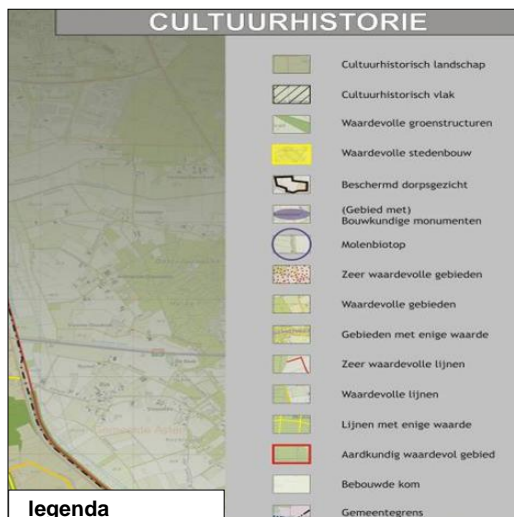 CULTUURHISTORIE
Cultuurhistorisch landschap
Cultuurhistorisch vlak
Waardevolle groenstructuren
Waardevolle stedenbouw
Beschermd dorpsgezicht
(Gebied met)
Bouwkundige monumenten
Molenbiotoop
Zeer waardevolle gebieden
Waardevolle gebieden
Gebieden met enige waarde
Zeer waardevolle lijnen
Waardevolle lijnen
Lijnen met enige waarde
Aardkundig waardevol gebied
Bebouwde kom
Gemeentegrens
legenda